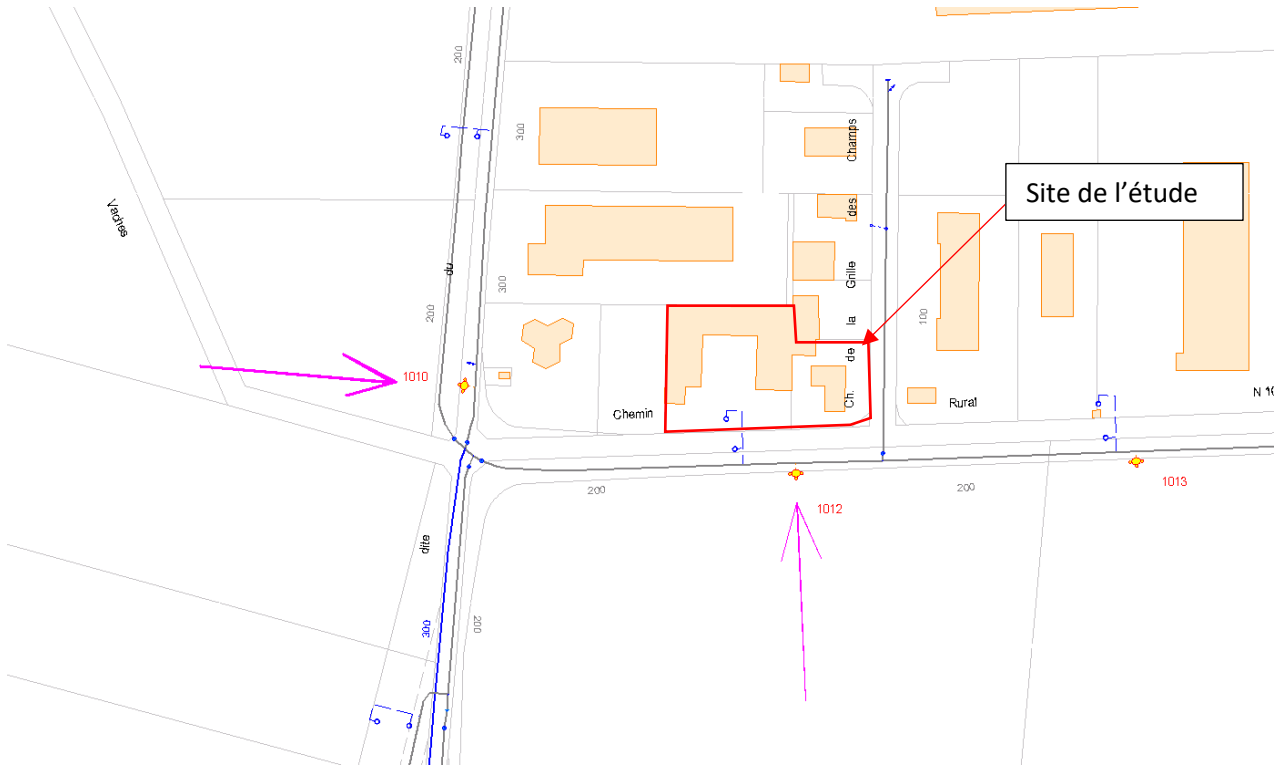 200
300
Champs
Vaches
des
Site de l’étude
du
Grille
300
200
la
100
de
1010
Ch.
Chemin
Rural
N 16
200
200
1013
1012
dite
300
200